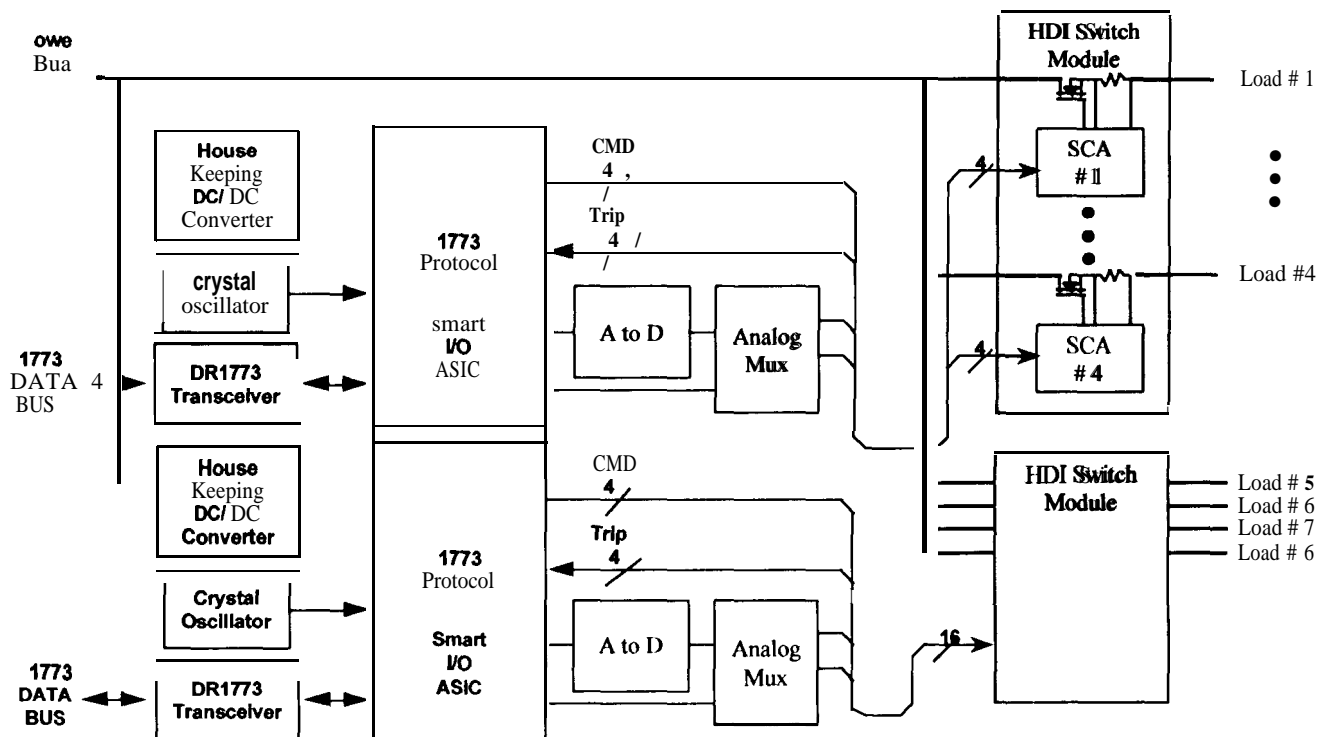 owe
Bua
HDI Switch
Module
Load # 1
House
Keeping
DC/ DC
Converter
CMD
4 ,
/
Trip
4 /
/
4
SCA
# 1
1773
Protocol
crystal
oscillator
smart
I/O
ASIC
A to D
Analog
Mux
Load #4
4
SCA
# 4
1773
DATA 4
BUS
DR1773
Transceiver
House
Keeping
DC/ DC
Converter
CMD
4
Trip
4
HDI Switch
Module
Load # 5
Load # 6
Load # 7
Load # 6
1773
Protocol
Crystal
Oscillator
Smart
I/O
ASIC
A to D
Analog
Mux
16
1773
DATA
BUS
DR1773
Transceiver